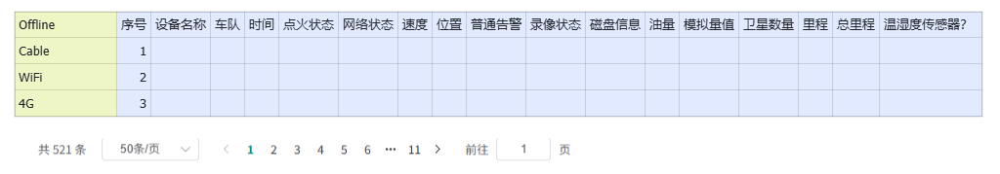 Offline 序号 设备名称 车队 时间 点火状态 网络状态 速度 位置 普通告警 录像状态 磁盘信息 油量 模拟量值 卫星数量 里程 总里程 温湿度传感器?
Cable 1
WiFi 2
4G 3
共 521 条 50条/页 1 2 3 4 5 6 ··· 11 前往 1 页